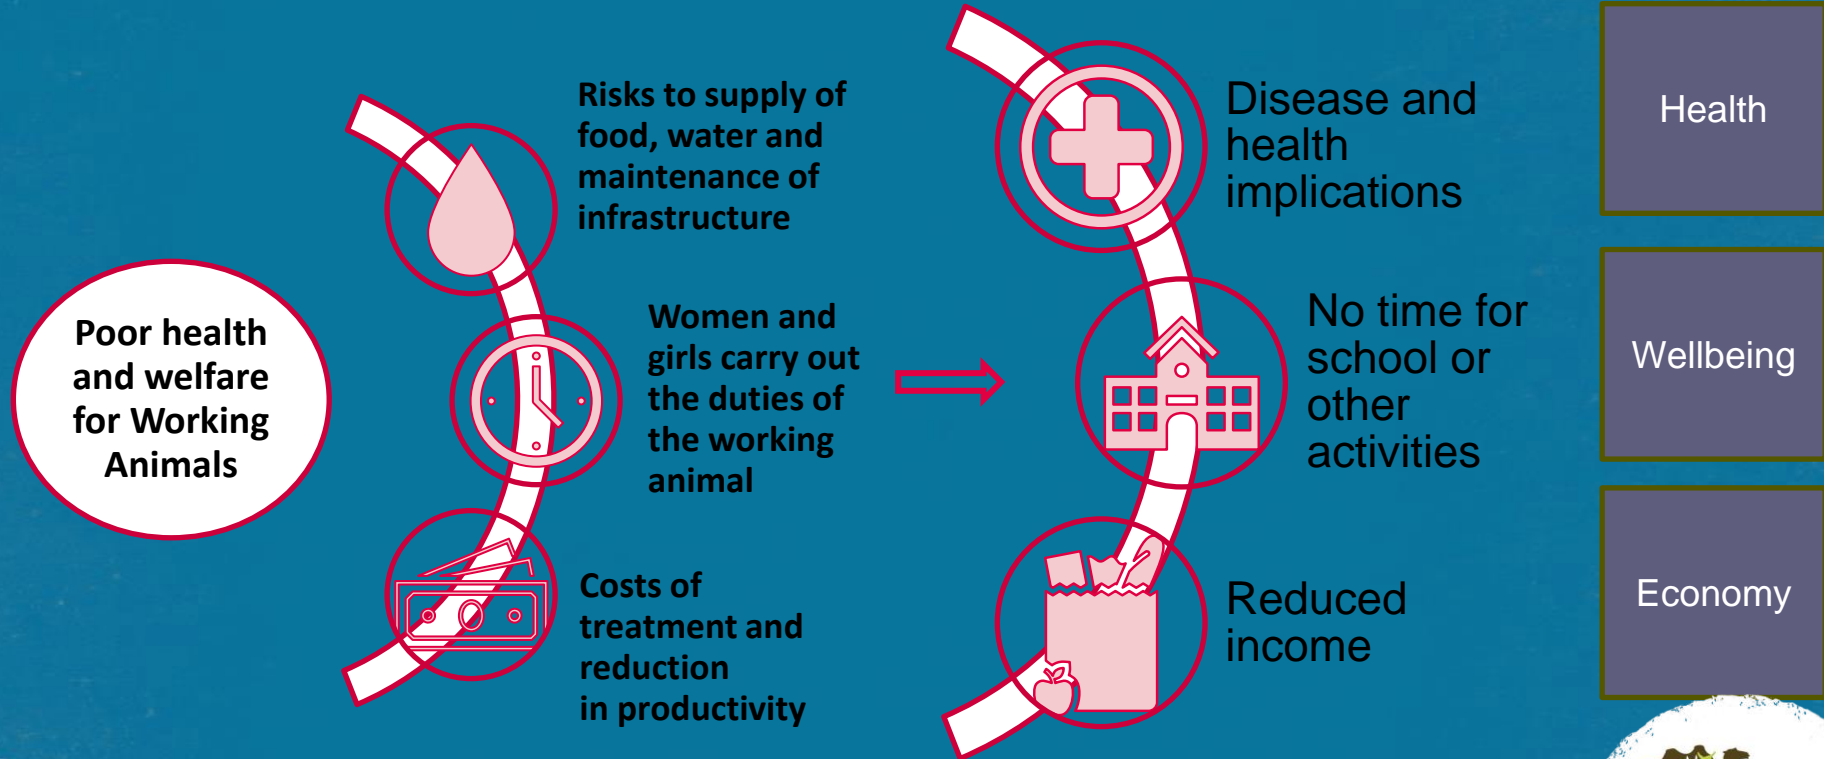 Poor health
and welfare
for Working
Animals
Risks to supply of
food, water and
maintenance of
infrastructure
Women and
girls carry out
the duties of
the working
animal
Costs of
treatment and
reduction
in productivity
Disease and
health
implications
No time for
school or
other
activities
Reduced
income
Health
Wellbeing
Economy